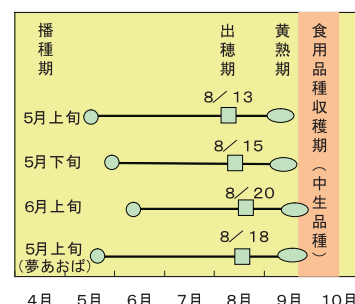 播種期
出穂期
黄熟期
食用品種収穫期（中生品種）
8／13
5月上旬
8／15
5月下旬
8／20
6月上旬
8／18
5月上旬
(夢あおば)
4月 5月 6月 7月 8月 9月 10月